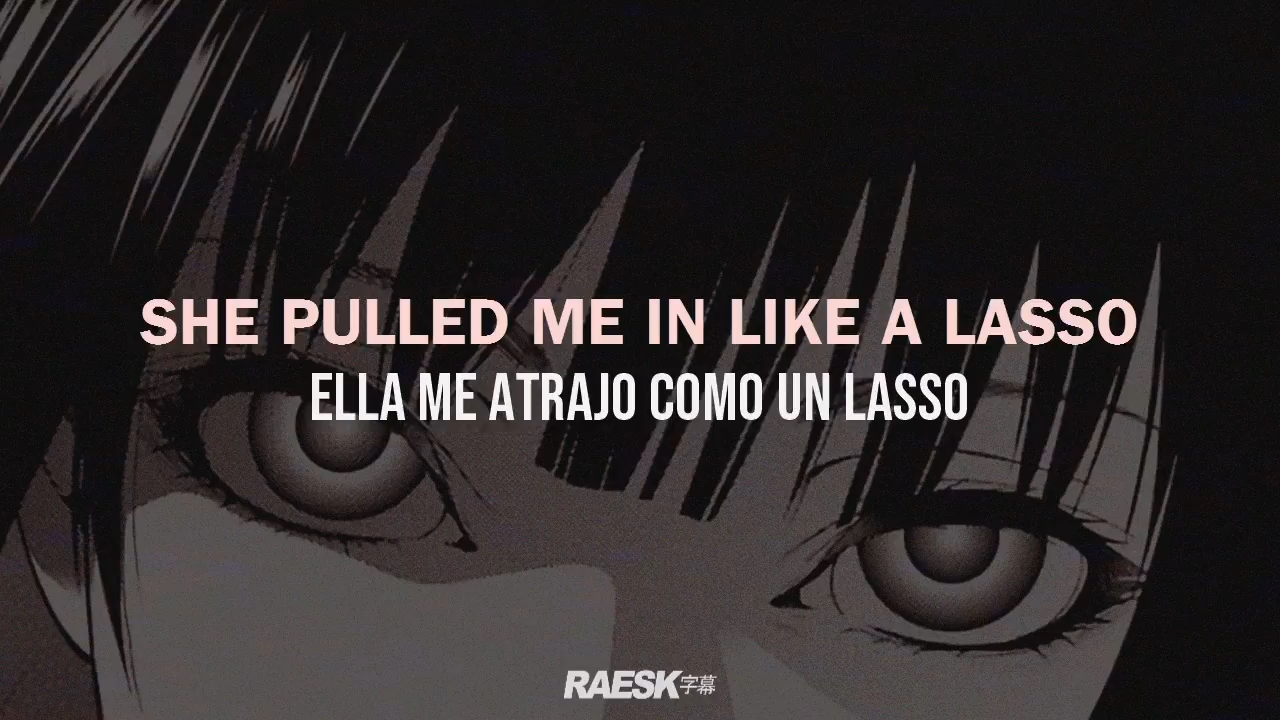 SHE PULLED ME IN LIKE A LASSO
ELLA ME ATRAJO COMO UN LASSO
RAESK字幕